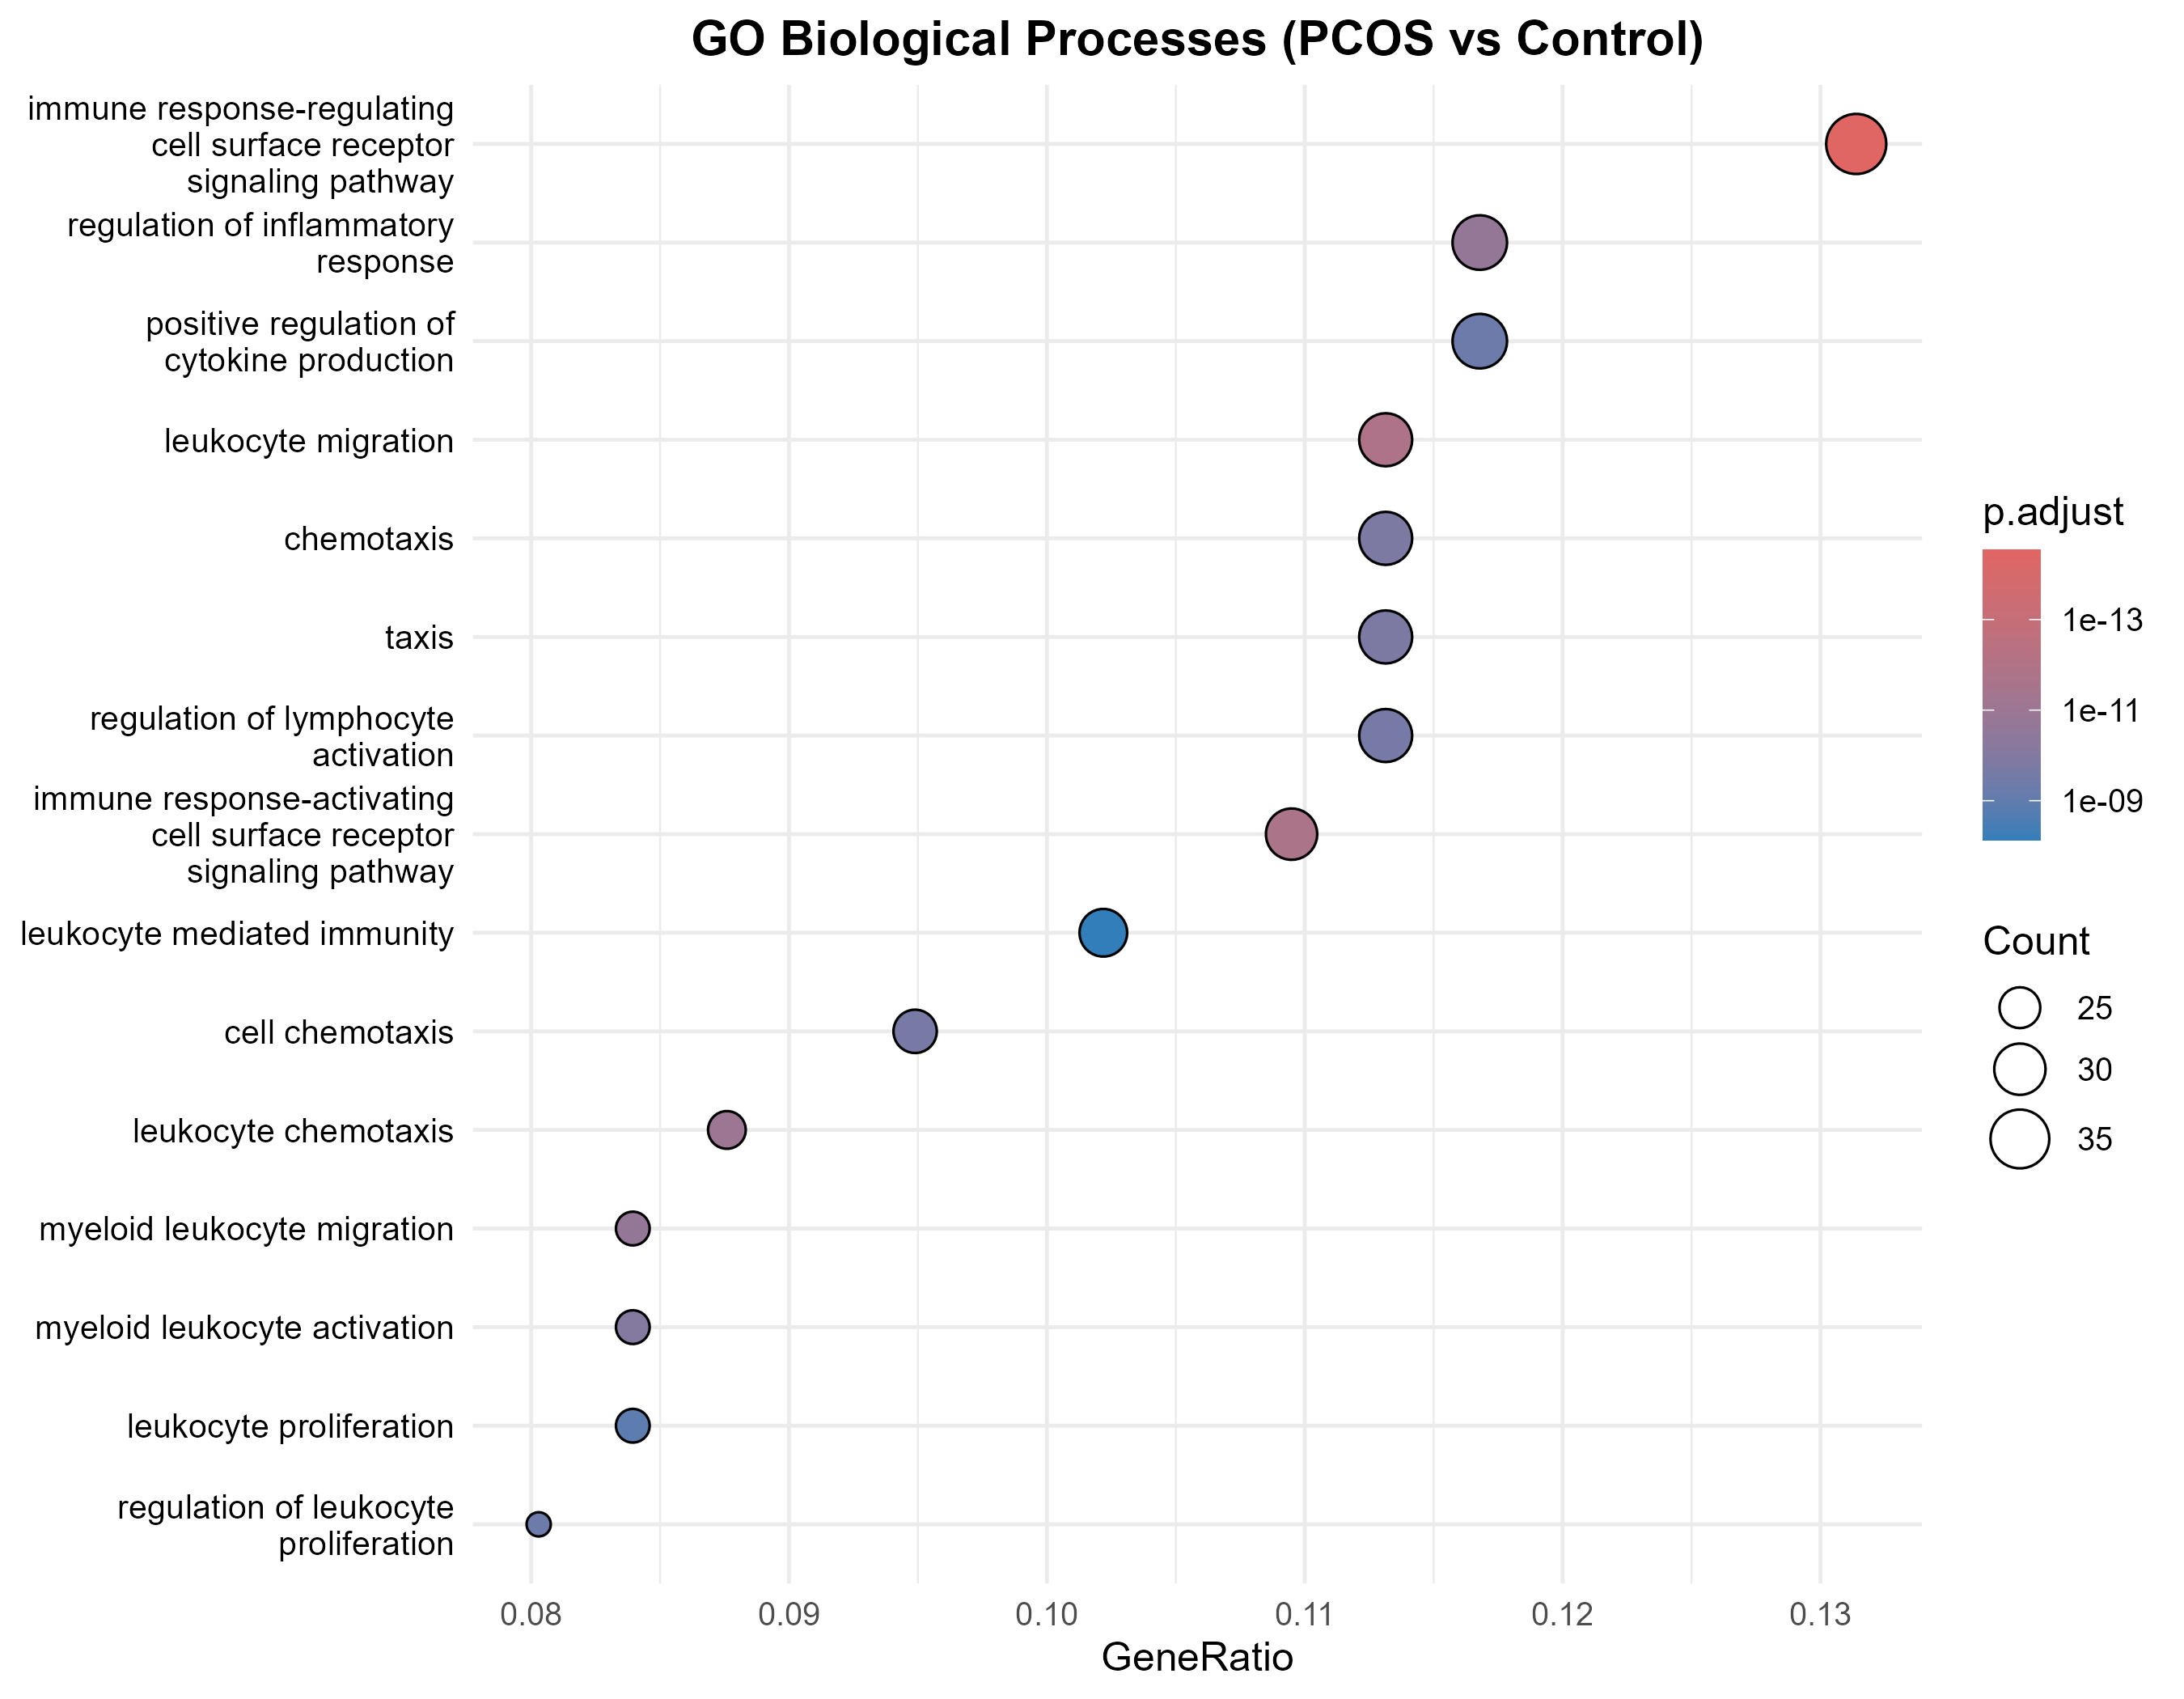 GO Biological Processes (PCOS vs Control)
immune response-regulating
cell surface receptor
signaling pathway
regulation of inflammatory
response
positive regulation of
cytokine production
leukocyte migration
chemotaxis
taxis
regulation of lymphocyte
activation
immune response-activating
cell surface receptor
signaling pathway
leukocyte mediated immunity
cell chemotaxis
leukocyte chemotaxis
myeloid leukocyte migration
myeloid leukocyte activation
leukocyte proliferation
regulation of leukocyte
proliferation
0.08 0.09 0.10 0.11 0.12 0.13
GeneRatio
p.adjust
1e-13
1e-11
1e-09
Count
25
30
35